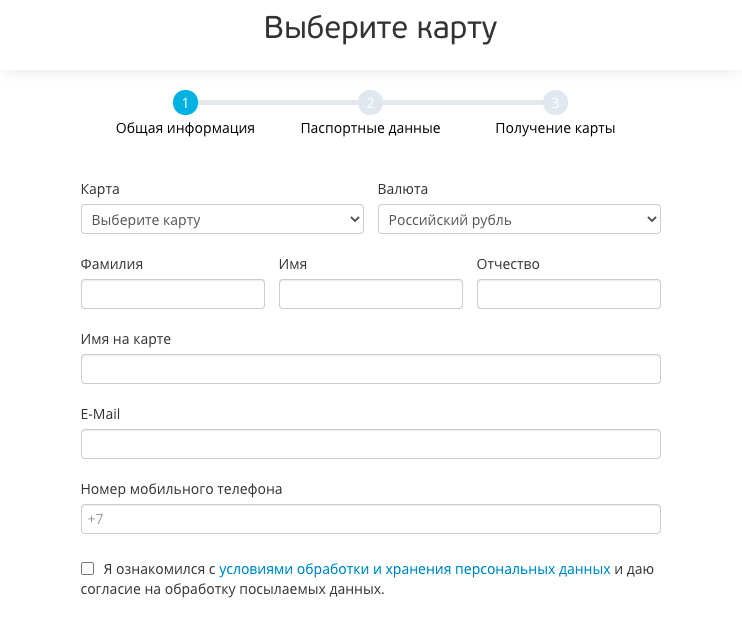 Выберите карту
1 2 3
Общая информация Паспортные данные Получение карты
Карта Валюта
Выберите карту Российский рубль
Фамилия Имя Отчество
Имя на карте
E-Mail
Номер мобильного телефона
+7
Я ознакомился с условиями обработки и хранения персональных данных и даю
согласие на обработку посылаемых данных.